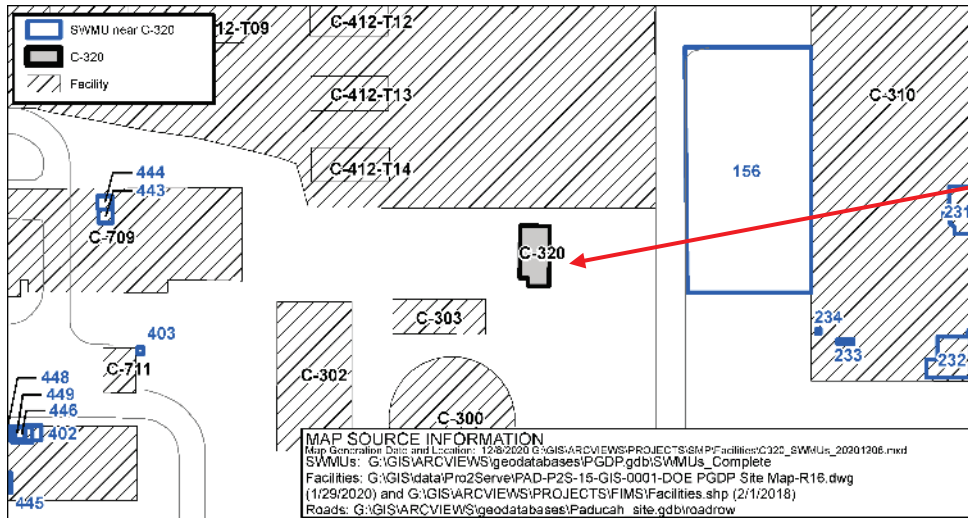 SWMU near C-320
C-320
Facility
12-T09
C-412-T12
C-412-T13
C-412-T14
C-310
156
231
444
443
C-709
C-320
234
233
232
403
C-711
C-303
C-302
C-300
448
449
446
402
445
MAP SOURCE INFORMATION
Map Generation Date and Location: 12/8/2020 G:\GIS\ARCVIEWS\PROJECTS\SMP\Facilities\C320_SWMUs_20201206.mxd
SWMUs: G:\GIS\ARCVIEWS\geodatabases\PGDP.gdb\SWMUs_Complete
Facilities: G:\GIS\data\Pro2Serve\PAD-P2S-15-GIS-0001-DOE PGDP Site Map-R16.dwg
(1/29/2020) and G:\GIS\ARCVIEWS\PROJECTS\FIMS\Facilities.shp (2/1/2018)
Roads: G:\GIS\ARCVIEWS\geodatabases\Paducah_site.gdb\roadrow